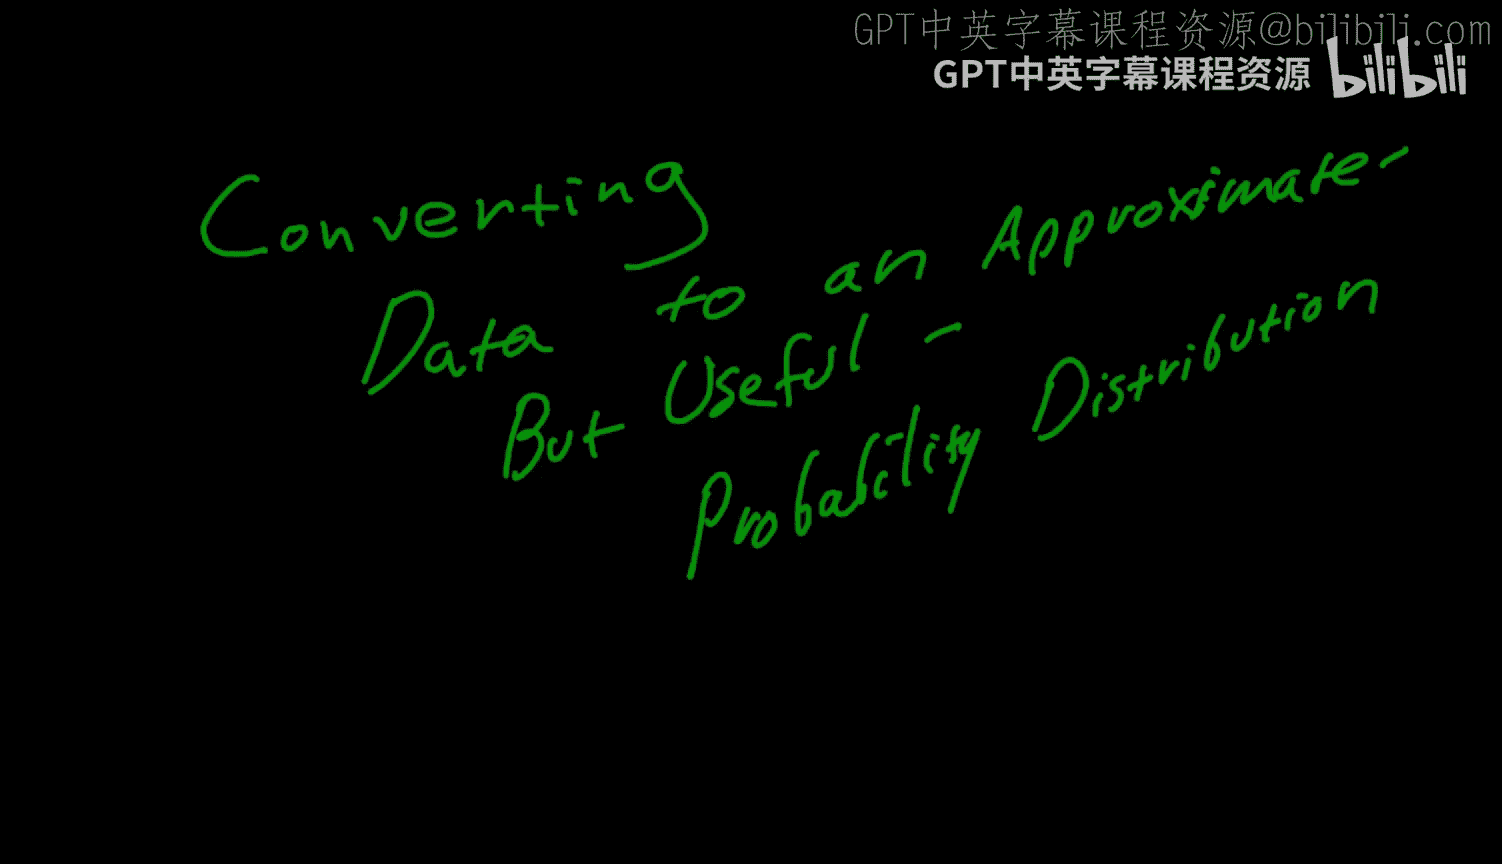 GPT中英字幕课程资源@bilibili.com
GPT中英字幕课程资源 bilibili
Converting
Data to an Approximate-
But Useful -
Probability Distribution